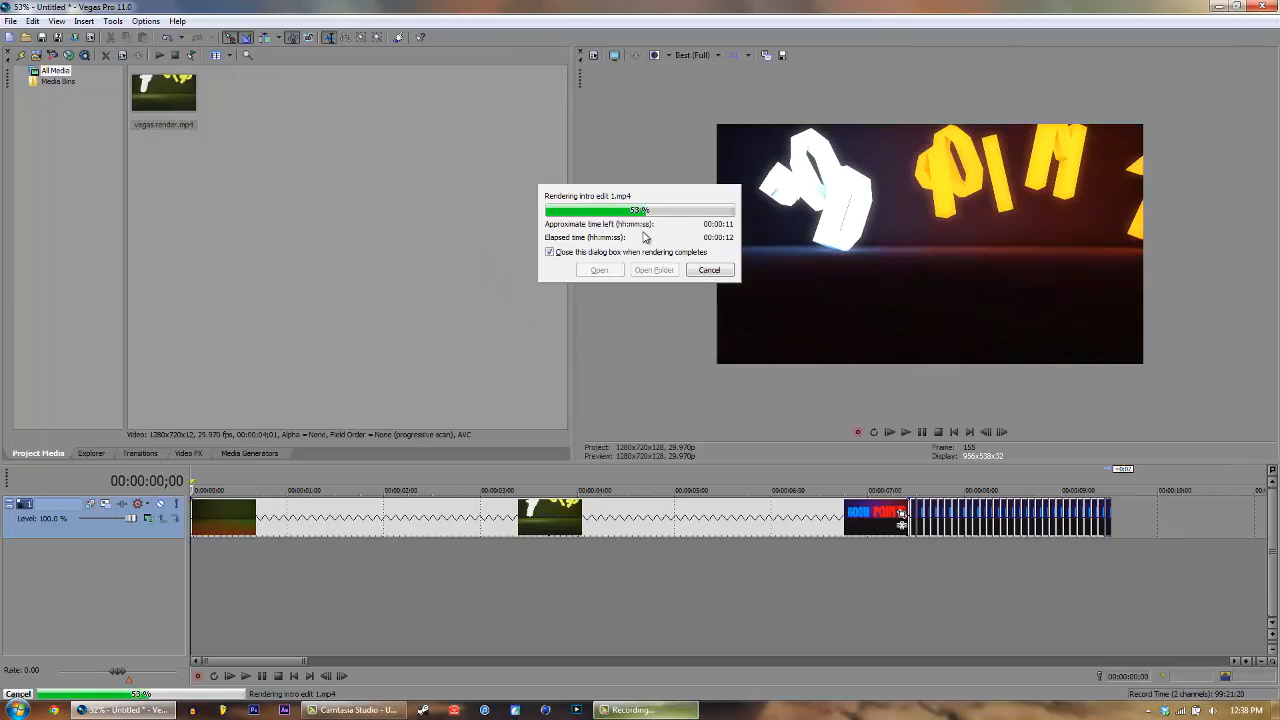 53% - Untitled * - Vegas Pro 11.0
File Edit View Insert Tools Options Help
All Media
Media Bins
vegas render.mp4
Best (Full)
Rendering intro edit 1.mp4
53 %
Approximate time left (hh:mm:ss): 00:00:11
Elapsed time (hh:mm:ss): 00:00:12
Close this dialog box when rendering completes
Open Open Folder Cancel
Video: 1280x720x12, 29.970 fps, 00:00:04;01, Alpha = None, Field Order = None (progressive scan), AVC
Project Media Explorer Transitions Video FX Media Generators
Project: 1280x720x128, 29.970p
Preview: 1280x720x128, 29.970p
Frame: 155
Display: 956x538x32
00:00:00;00
+0:02
00:00:00 00:00:01 00:00:02 00:00:03 00:00:04 00:00:05 00:00:06 00:00:07 00:00:08 00:00:09 00:00:10
1
Level: 100.0 %
GOOD POINT
Rate: 0.00
00:00:00;00
Cancel 53 % Rendering intro edit 1.mp4
Record Time (2 channels): 99:21:20
52% - Untitled * - Ve...
Camtasia Studio - U...
Recording...
12:38 PM